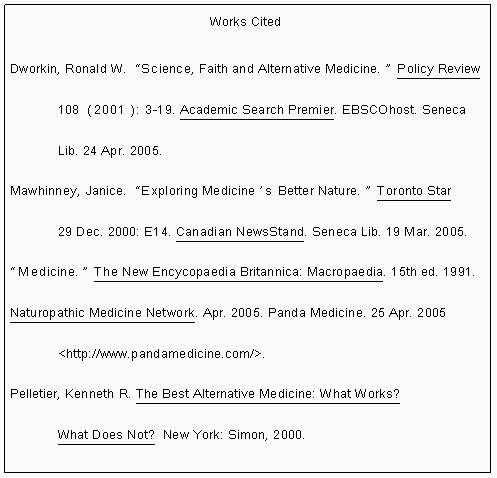 Works Cited
Dworkin, Ronald W. “Science, Faith and Alternative Medicine. ” Policy Review
108 ( 2001 ): 3-19. Academic Search Premier. EBSCOhost. Seneca
Lib. 24 Apr. 2005.
Mawhinney, Janice. “Exploring Medicine ’ s Better Nature. ” Toronto Star
29 Dec. 2000: E14. Canadian NewsStand. Seneca Lib. 19 Mar. 2005.
“Medicine. ” The New Encycopaedia Britannica: Macropaedia. 15th ed. 1991.
Naturopathic Medicine Network. Apr. 2005. Panda Medicine. 25 Apr. 2005
<http://www.pandamedicine.com/>.
Pelletier, Kenneth R. The Best Alternative Medicine: What Works?
What Does Not? New York: Simon, 2000.